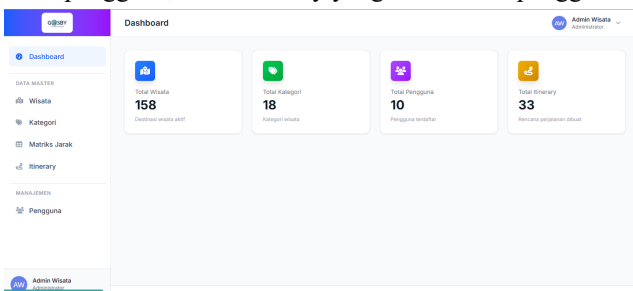 GOSBY
Dashboard
AW
Admin Wisata
Administrator
Dashboard
DATA MASTER
Wisata
Kategori
Matriks Jarak
Itinerary
MANAJEMEN
Pengguna
AW
Admin Wisata
Administrator
Total Wisata
158
Destinasi wisata aktif
Total Kategori
18
Kategori wisata
Total Pengguna
10
Pengguna terdaftar
Total Itinerary
33
Rencana perjalanan dibuat